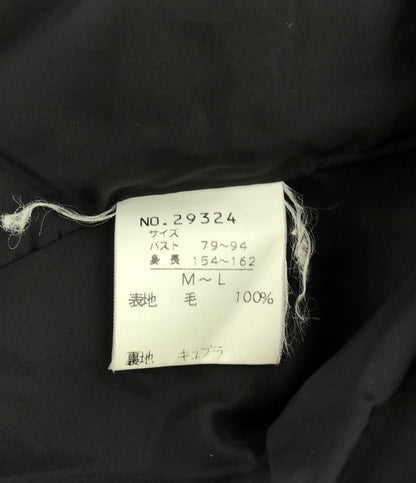 NO.29324
サイズ
バスト 79～94
身長 154～162
M～L
表地 毛 100%
裏地 キュプラ